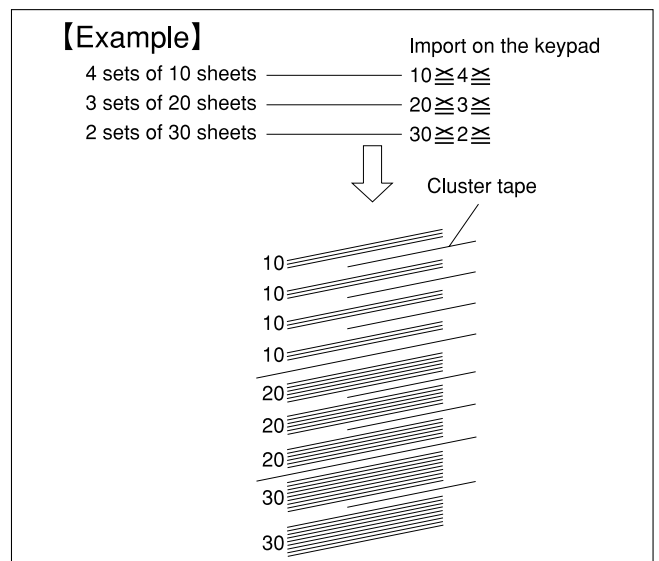 【Example】
Import on the keypad
4 sets of 10 sheets 10 ≚ 4 ≚
3 sets of 20 sheets 20 ≚ 3 ≚
2 sets of 30 sheets 30 ≚ 2 ≚
Cluster tape
10
10
10
10
20
20
20
30
30